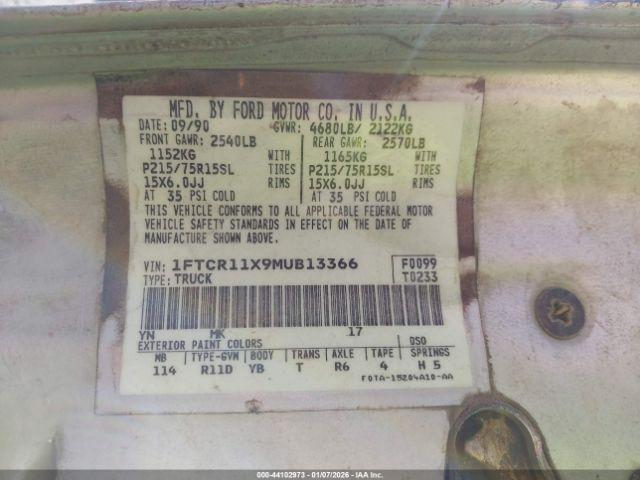 MFD. BY FORD MOTOR CO. IN U.S.A.
DATE: 09/90 GVWR: 4680LB/ 2122KG
FRONT GAWR: 2540LB REAR GAWR: 2570LB
1152KG WITH 1165KG WITH
P215/75R15SL TIRES P215/75R15SL TIRES
15X6.0JJ RIMS 15X6.0JJ RIMS
AT 35 PSI COLD AT 35 PSI COLD
THIS VEHICLE CONFORMS TO ALL APPLICABLE FEDERAL MOTOR
VEHICLE SAFETY STANDARDS IN EFFECT ON THE DATE OF
MANUFACTURE SHOWN ABOVE.
VIN: 1FTCR11X9MUB13366 F0099
TYPE: TRUCK T0233
YN MK 17
EXTERIOR PAINT COLORS DSO
WB TYPE-GVW BODY TRANS AXLE TAPE SPRINGS
114 R11D YB T R6 4 H 5
F0TA-15204A10-AA
000-44102973 - 01/07/2026 - IAA Inc.